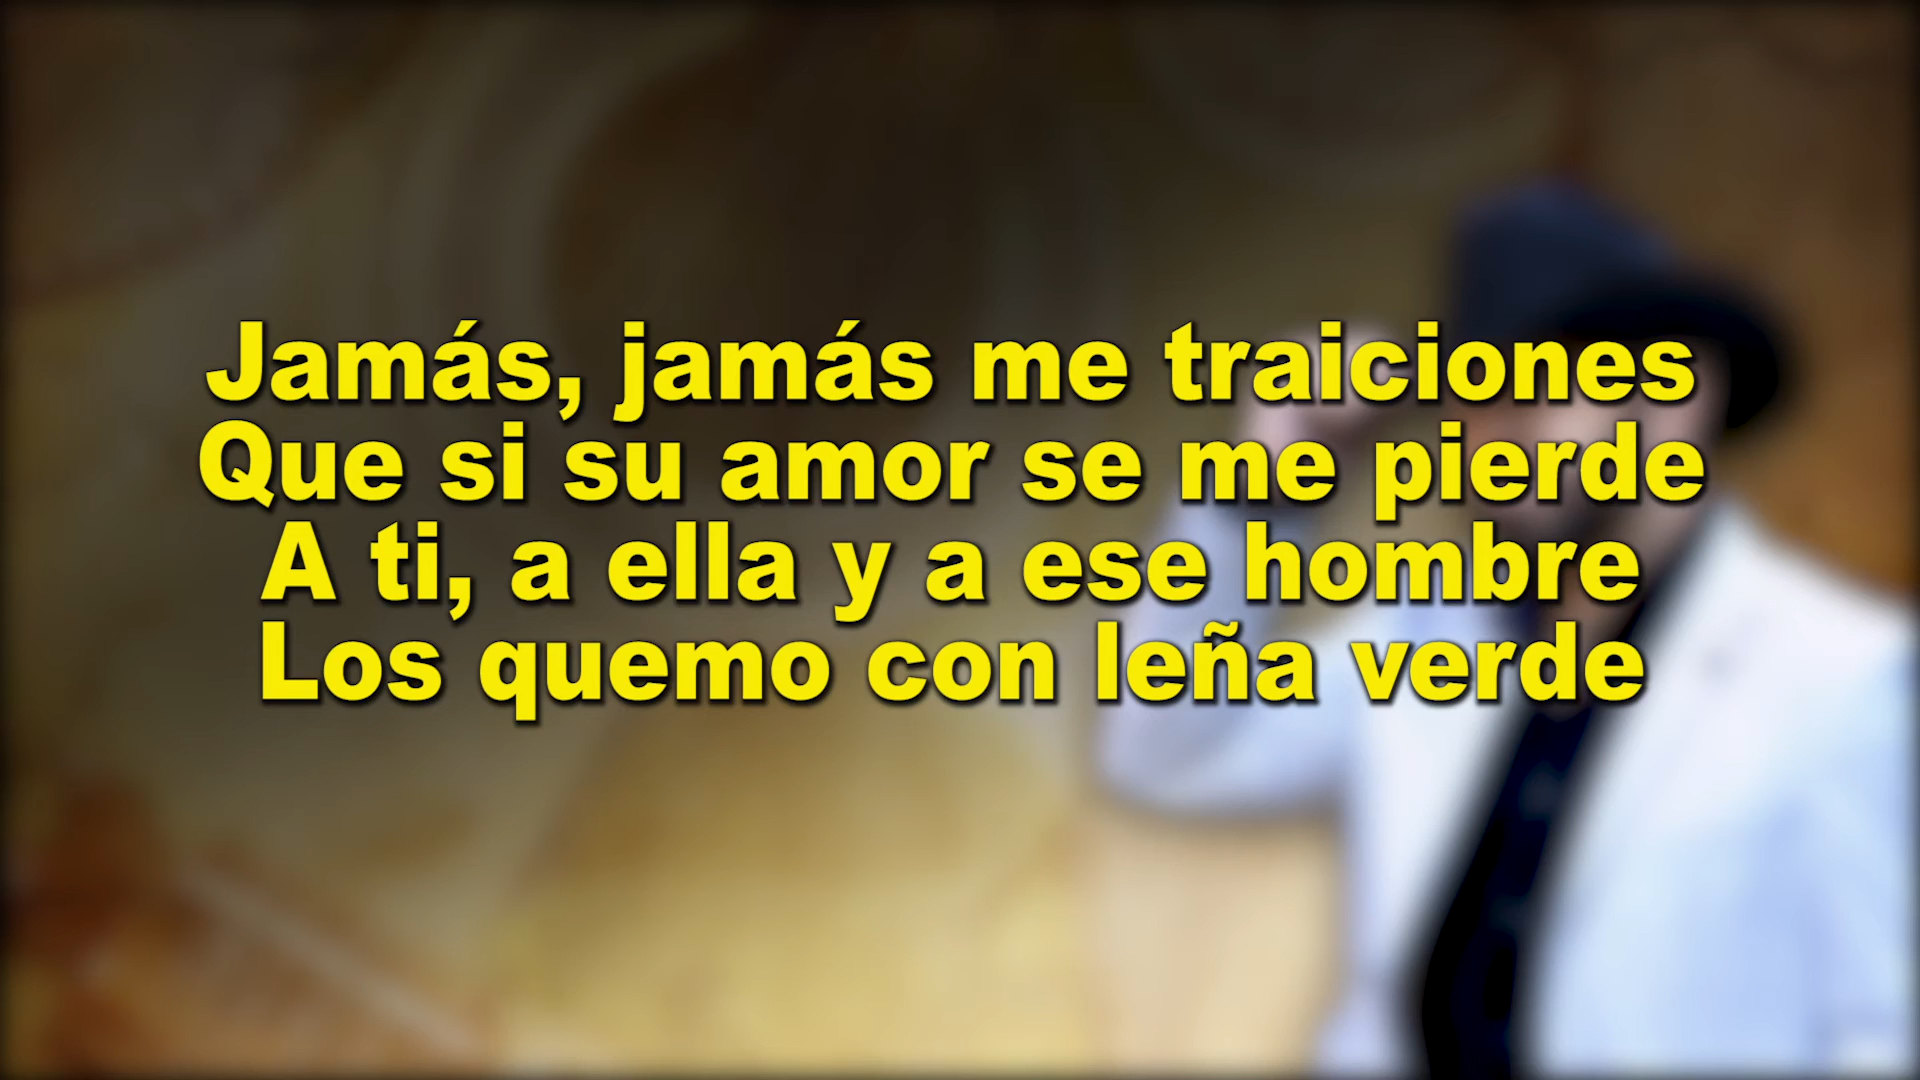 Jamás, jamás me traiciones
Que si su amor se me pierde
A ti, a ella y a ese hombre
Los quemo con leña verde